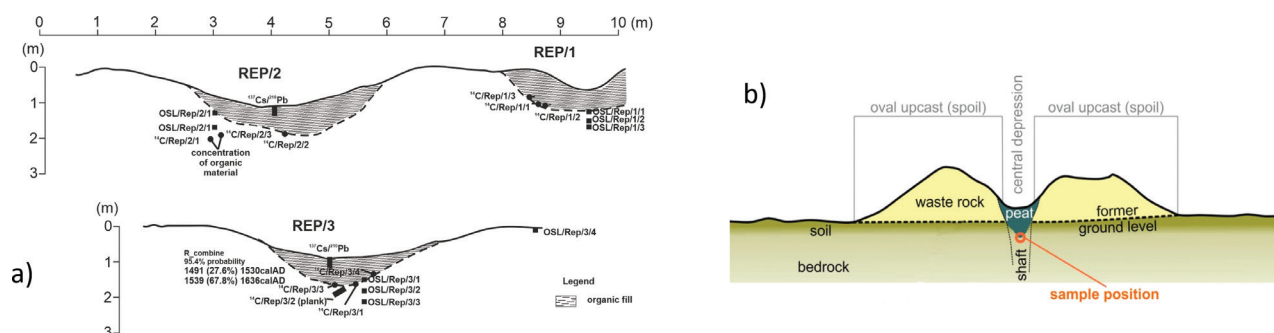 0 1 2 3 4 5 6 7 8 9 10 (m)
(m)
0
1
2
3
REP/2
REP/1
¹³⁷Cs/²¹⁰Pb
OSL/Rep/2/1
OSL/Rep/2/1
¹⁴C/Rep/2/1
¹⁴C/Rep/2/3
¹⁴C/Rep/2/2
concentration
of organic
material
¹⁴C/Rep/1/3
¹⁴C/Rep/1/1
¹⁴C/Rep/1/2
OSL/Rep/1/1
OSL/Rep/1/2
OSL/Rep/1/3
(m)
0
1
2
3
REP/3
¹³⁷Cs/²¹⁰Pb
R_combine
95.4% probability
1491 (27.6%) 1530calAD
1539 (67.8%) 1636calAD
¹⁴C/Rep/3/4
¹⁴C/Rep/3/3
¹⁴C/Rep/3/2 (plank)
¹⁴C/Rep/3/1
OSL/Rep/3/1
OSL/Rep/3/2
OSL/Rep/3/3
OSL/Rep/3/4
Legend
organic fill
a)
b)
oval upcast (spoil)
central depression
oval upcast (spoil)
waste rock
peat
former
ground level
soil
bedrock
shaft
sample position